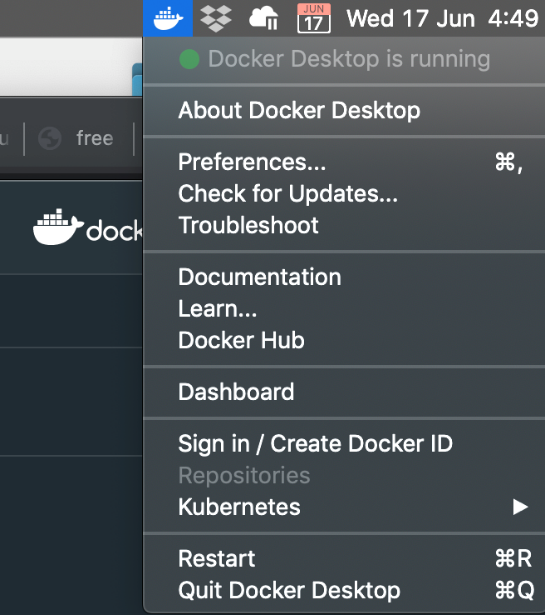 JUN
17
Wed 17 Jun 4:49
Docker Desktop is running
About Docker Desktop
free
Preferences... ⌘,
Check for Updates...
Troubleshoot
dock
Documentation
Learn...
Docker Hub
Dashboard
Sign in / Create Docker ID
Repositories
Kubernetes ▶
Restart ⌘R
Quit Docker Desktop ⌘Q